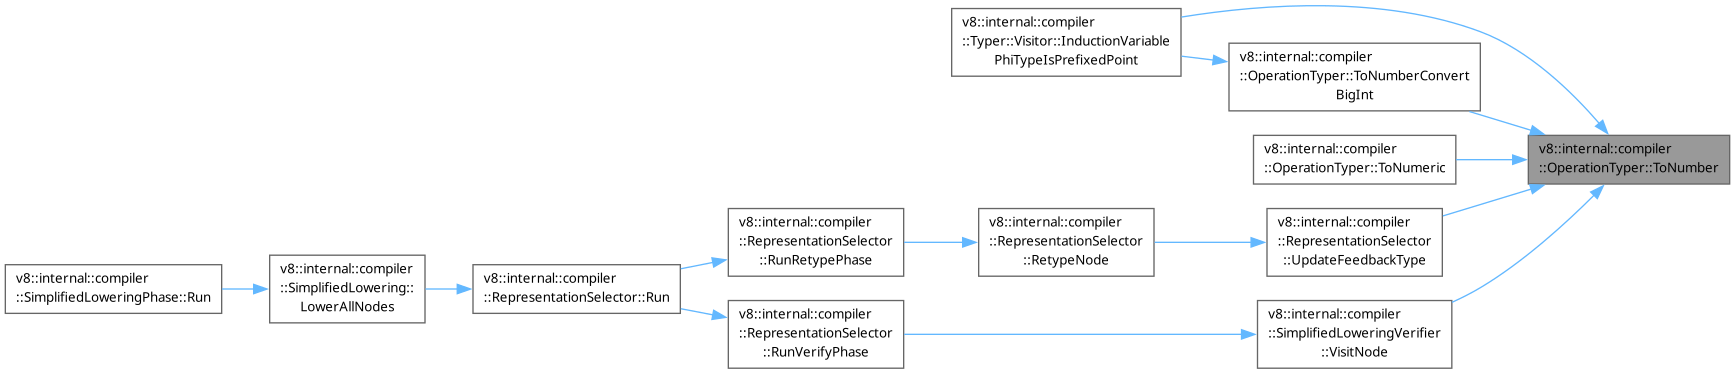 v8::internal::compiler
::Typer::Visitor::InductionVariable
PhiTypeIsPrefixedPoint
v8::internal::compiler
::OperationTyper::ToNumberConvert
BigInt
v8::internal::compiler
::OperationTyper::ToNumber
v8::internal::compiler
::OperationTyper::ToNumeric
v8::internal::compiler
::RepresentationSelector
::RunRetypePhase
v8::internal::compiler
::RepresentationSelector
::RetypeNode
v8::internal::compiler
::RepresentationSelector
::UpdateFeedbackType
v8::internal::compiler
::SimplifiedLoweringPhase::Run
v8::internal::compiler
::SimplifiedLowering::
LowerAllNodes
v8::internal::compiler
::RepresentationSelector::Run
v8::internal::compiler
::RepresentationSelector
::RunVerifyPhase
v8::internal::compiler
::SimplifiedLoweringVerifier
::VisitNode